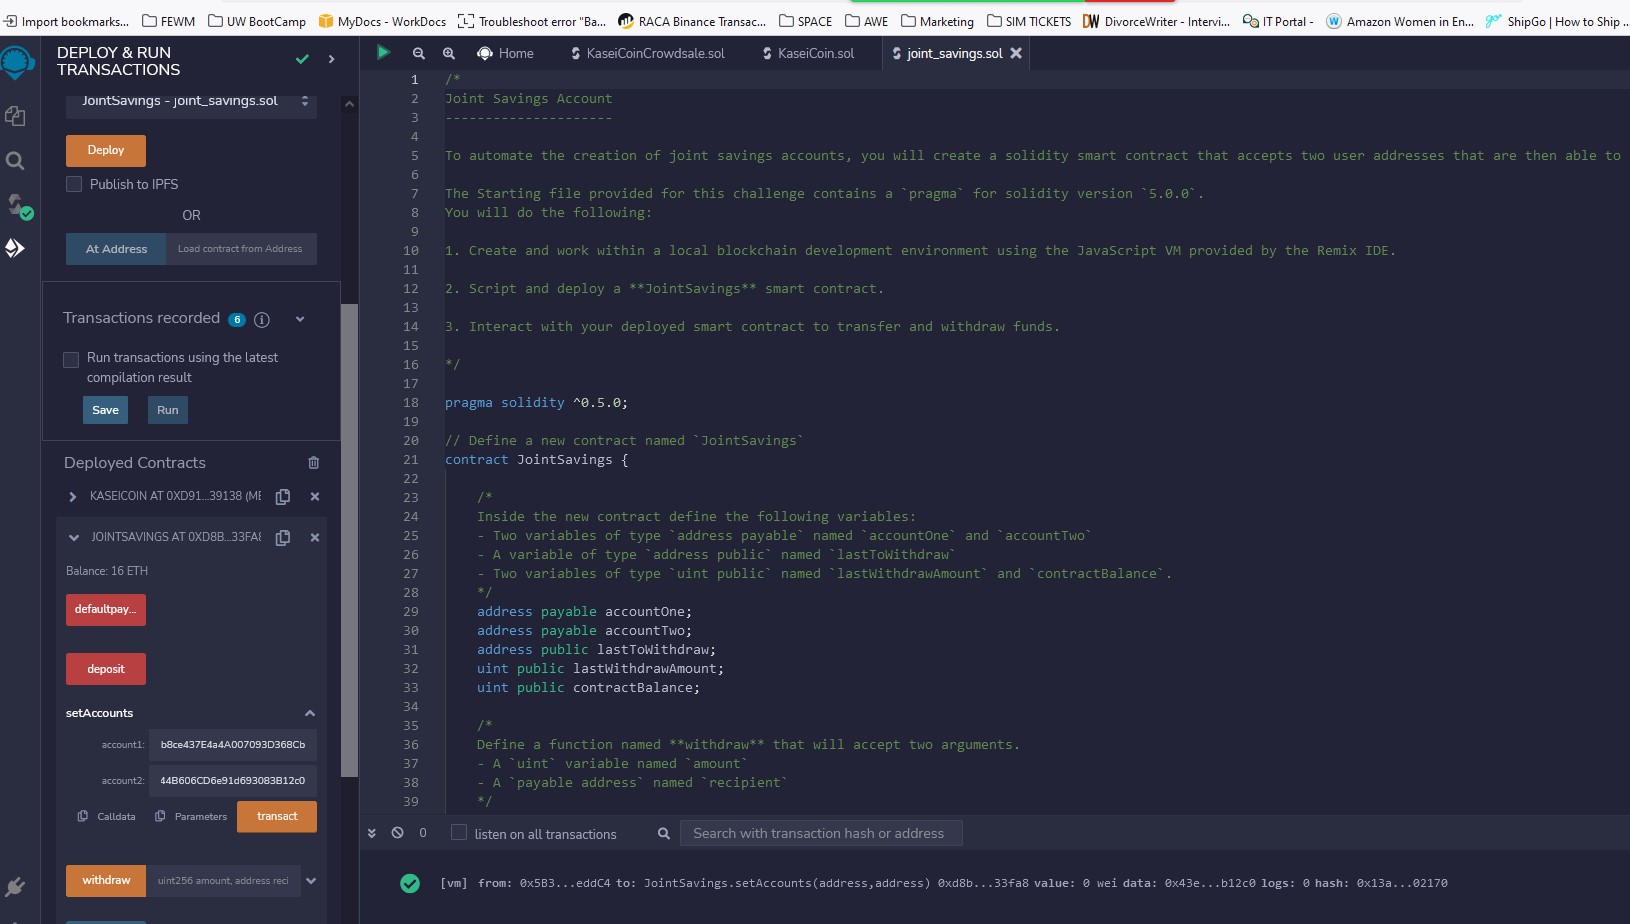 Import bookmarks... FEWM UW BootCamp MyDocs - WorkDocs Troubleshoot error "Ba... RACA Binance Transac... SPACE AWE Marketing SIM TICKETS DivorceWriter - Intervi... IT Portal - Amazon Women in En... ShipGo | How to Ship ...
DEPLOY & RUN
TRANSACTIONS
JointSavings - joint_savings.sol
Deploy
Publish to IPFS
OR
At Address Load contract from Address
Transactions recorded 6 i
Run transactions using the latest
compilation result
Save Run
Deployed Contracts
KASEICOIN AT 0XD91...39138 (ME
JOINTSAVINGS AT 0XD8B...33FA8
Balance: 16 ETH
defaultpay...
deposit
setAccounts
account1: b8ce437E4a4A007093D368Cb
account2: 44B606CD6e91d693083B12c0
Calldata Parameters transact
withdraw uint256 amount, address reci
Home KaseiCoinCrowdsale.sol KaseiCoin.sol joint_savings.sol
1 /*
2 Joint Savings Account
3 ---------------------
4
5 To automate the creation of joint savings accounts, you will create a solidity smart contract that accepts two user addresses that are then able to
6
7 The Starting file provided for this challenge contains a `pragma` for solidity version `5.0.0`.
8 You will do the following:
9
10 1. Create and work within a local blockchain development environment using the JavaScript VM provided by the Remix IDE.
11
12 2. Script and deploy a **JointSavings** smart contract.
13
14 3. Interact with your deployed smart contract to transfer and withdraw funds.
15
16 */
17
18 pragma solidity ^0.5.0;
19
20 // Define a new contract named `JointSavings`
21 contract JointSavings {
22
23 /*
24 Inside the new contract define the following variables:
25 - Two variables of type `address payable` named `accountOne` and `accountTwo`
26 - A variable of type `address public` named `lastToWithdraw`
27 - Two variables of type `uint public` named `lastWithdrawAmount` and `contractBalance`.
28 */
29 address payable accountOne;
30 address payable accountTwo;
31 address public lastToWithdraw;
32 uint public lastWithdrawAmount;
33 uint public contractBalance;
34
35 /*
36 Define a function named **withdraw** that will accept two arguments.
37 - A `uint` variable named `amount`
38 - A `payable address` named `recipient`
39 */
0 listen on all transactions Search with transaction hash or address
[vm] from: 0x5B3...eddC4 to: JointSavings.setAccounts(address,address) 0xd8b...33fa8 value: 0 wei data: 0x43e...b12c0 logs: 0 hash: 0x13a...02170